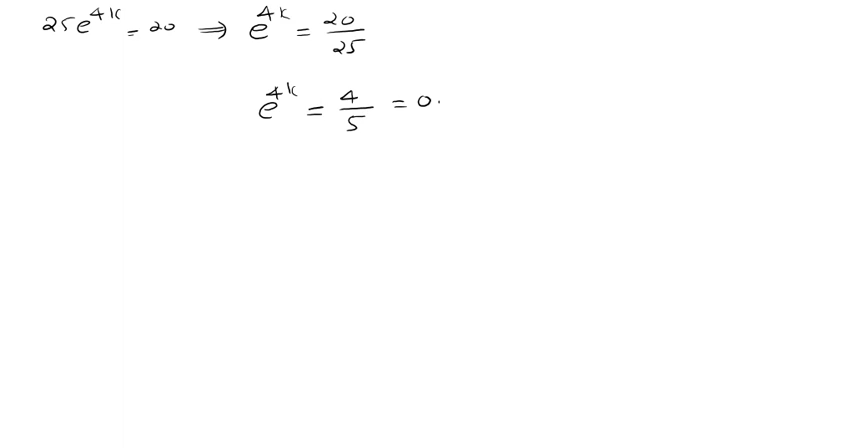 25e^{4k} = 20 ⇒ e^{4k} = 20/25
e^{4k} = 4/5 = 0.